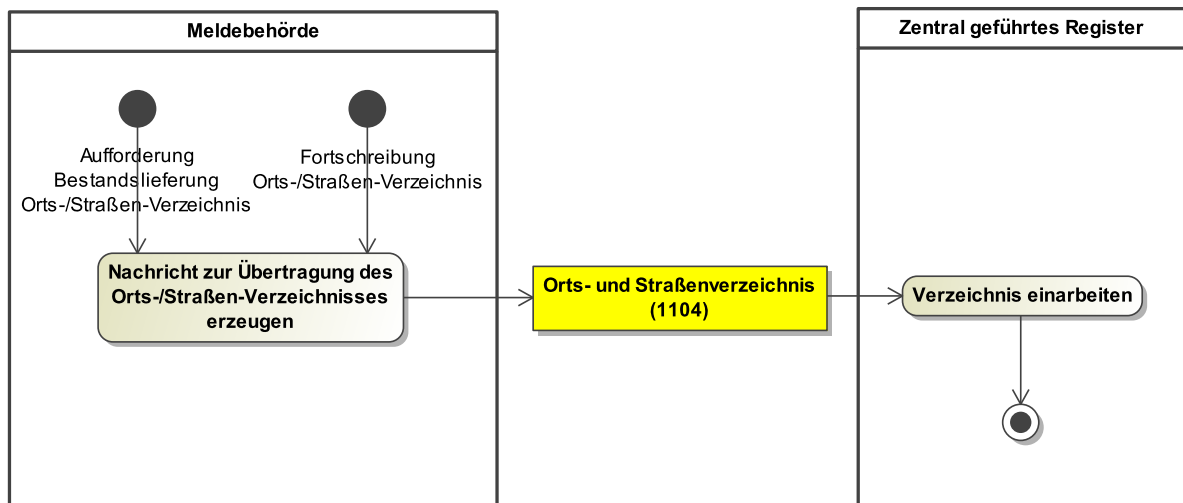 Meldebehörde
Zentral geführtes Register
Aufforderung
Bestandslieferung
Orts-/Straßen-Verzeichnis
Fortschreibung
Orts-/Straßen-Verzeichnis
Nachricht zur Übertragung des
Orts-/Straßen-Verzeichnisses
erzeugen
Orts- und Straßenverzeichnis
(1104)
Verzeichnis einarbeiten